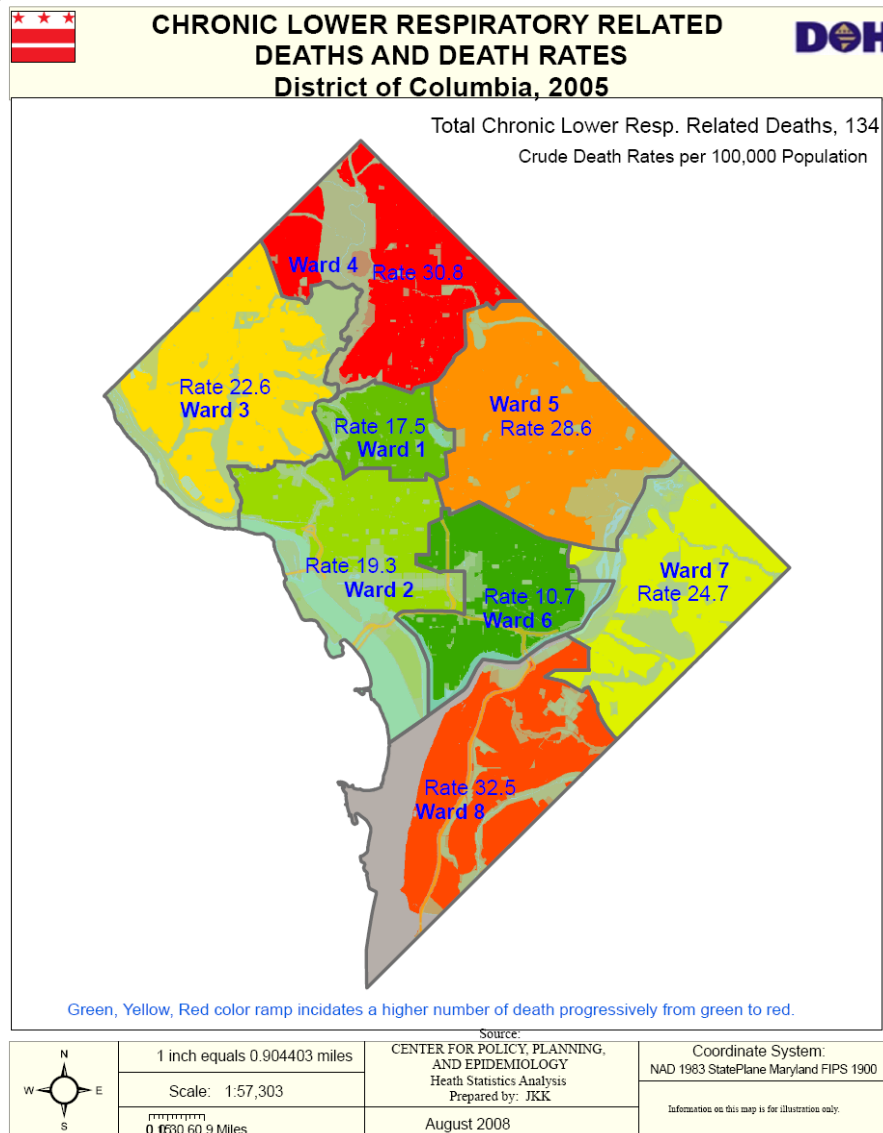 CHRONIC LOWER RESPIRATORY RELATED
DEATHS AND DEATH RATES
District of Columbia, 2005
DOH
Total Chronic Lower Resp. Related Deaths, 134
Crude Death Rates per 100,000 Population
Ward 4
Rate 30.8
Rate 22.6
Ward 3
Ward 5
Rate 28.6
Rate 17.5
Ward 1
Rate 19.3
Ward 2
Ward 7
Rate 24.7
Rate 10.7
Ward 6
Rate 32.5
Ward 8
Green, Yellow, Red color ramp incidates a higher number of death progressively from green to red.
N
W
E
S
1 inch equals 0.904403 miles
Scale: 1:57,303
Miles
Source:
CENTER FOR POLICY, PLANNING,
AND EPIDEMIOLOGY
Heath Statistics Analysis
Prepared by: JKK
August 2008
Coordinate System:
NAD 1983 StatePlane Maryland FIPS 1900
Information on this map is for illustration only.